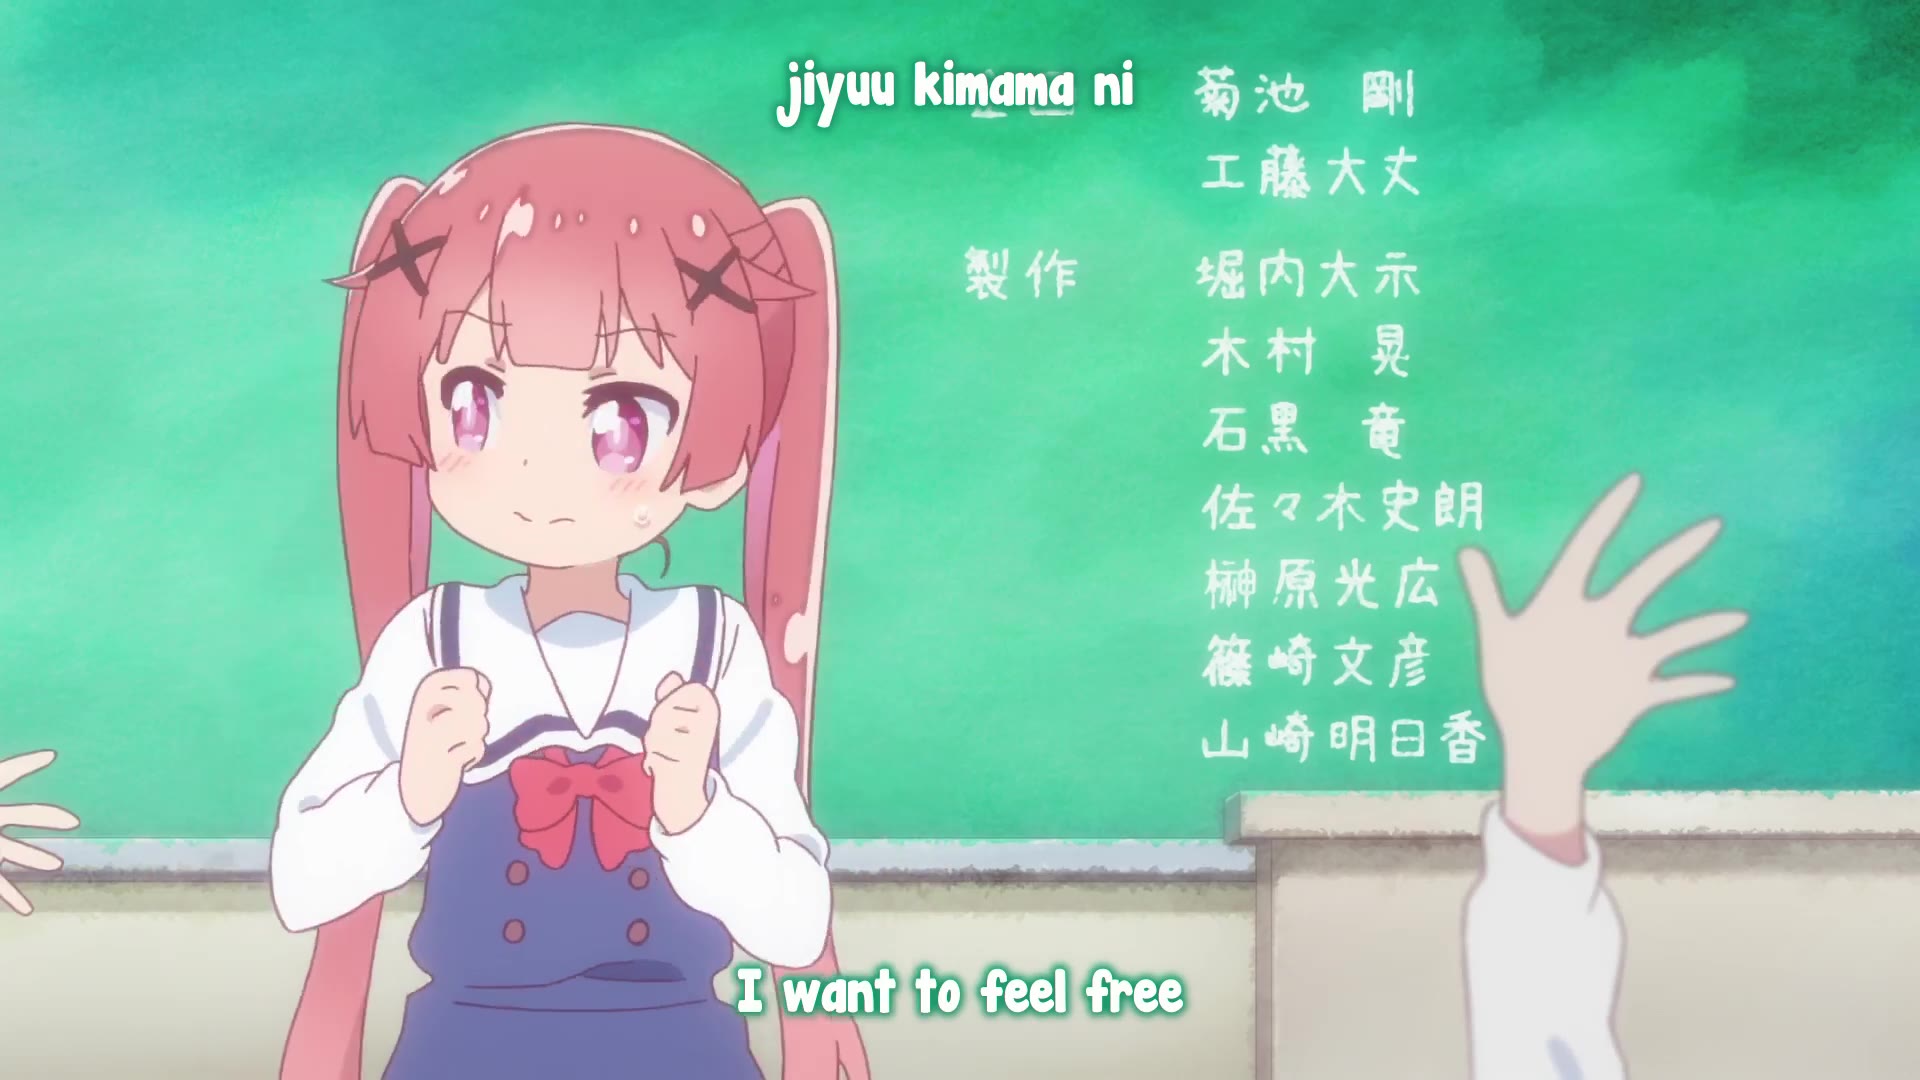 jiyuu kimama ni
菊池 剛
工藤大丈
製作 堀内大示
木村 晃
石黒 竜
佐々木史朗
榊原光広
篠崎文彦
山崎明日香
I want to feel free